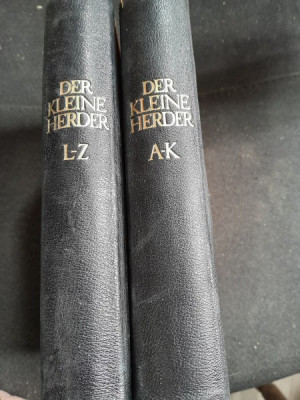 DER
KLEINE
HERDER
L-Z
DER
KLEINE
HERDER
A-K